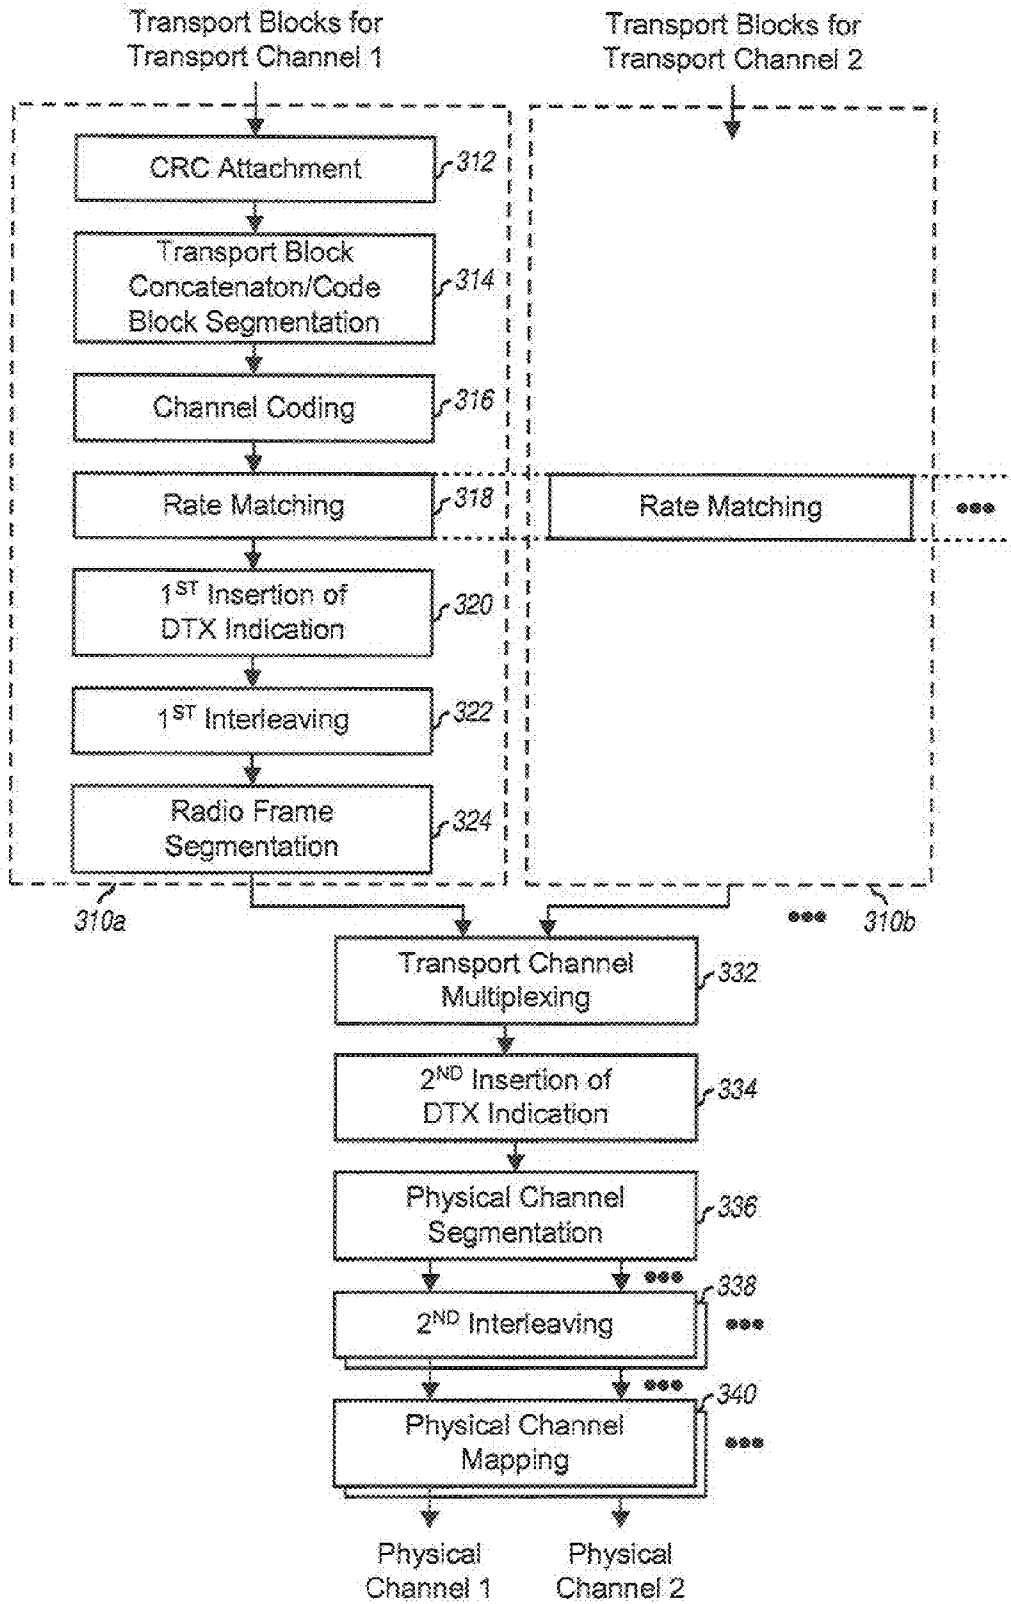 Transport Blocks for
Transport Channel 1
Transport Blocks for
Transport Channel 2
CRC Attachment
312
Transport Block
Concatenaton/Code
Block Segmentation
314
Channel Coding
316
Rate Matching
318
Rate Matching
1ST Insertion of
DTX Indication
320
1ST Interleaving
322
Radio Frame
Segmentation
324
310a
310b
Transport Channel
Multiplexing
332
2ND Insertion of
DTX Indication
334
Physical Channel
Segmentation
336
2ND Interleaving
338
Physical Channel
Mapping
340
Physical
Channel 1
Physical
Channel 2